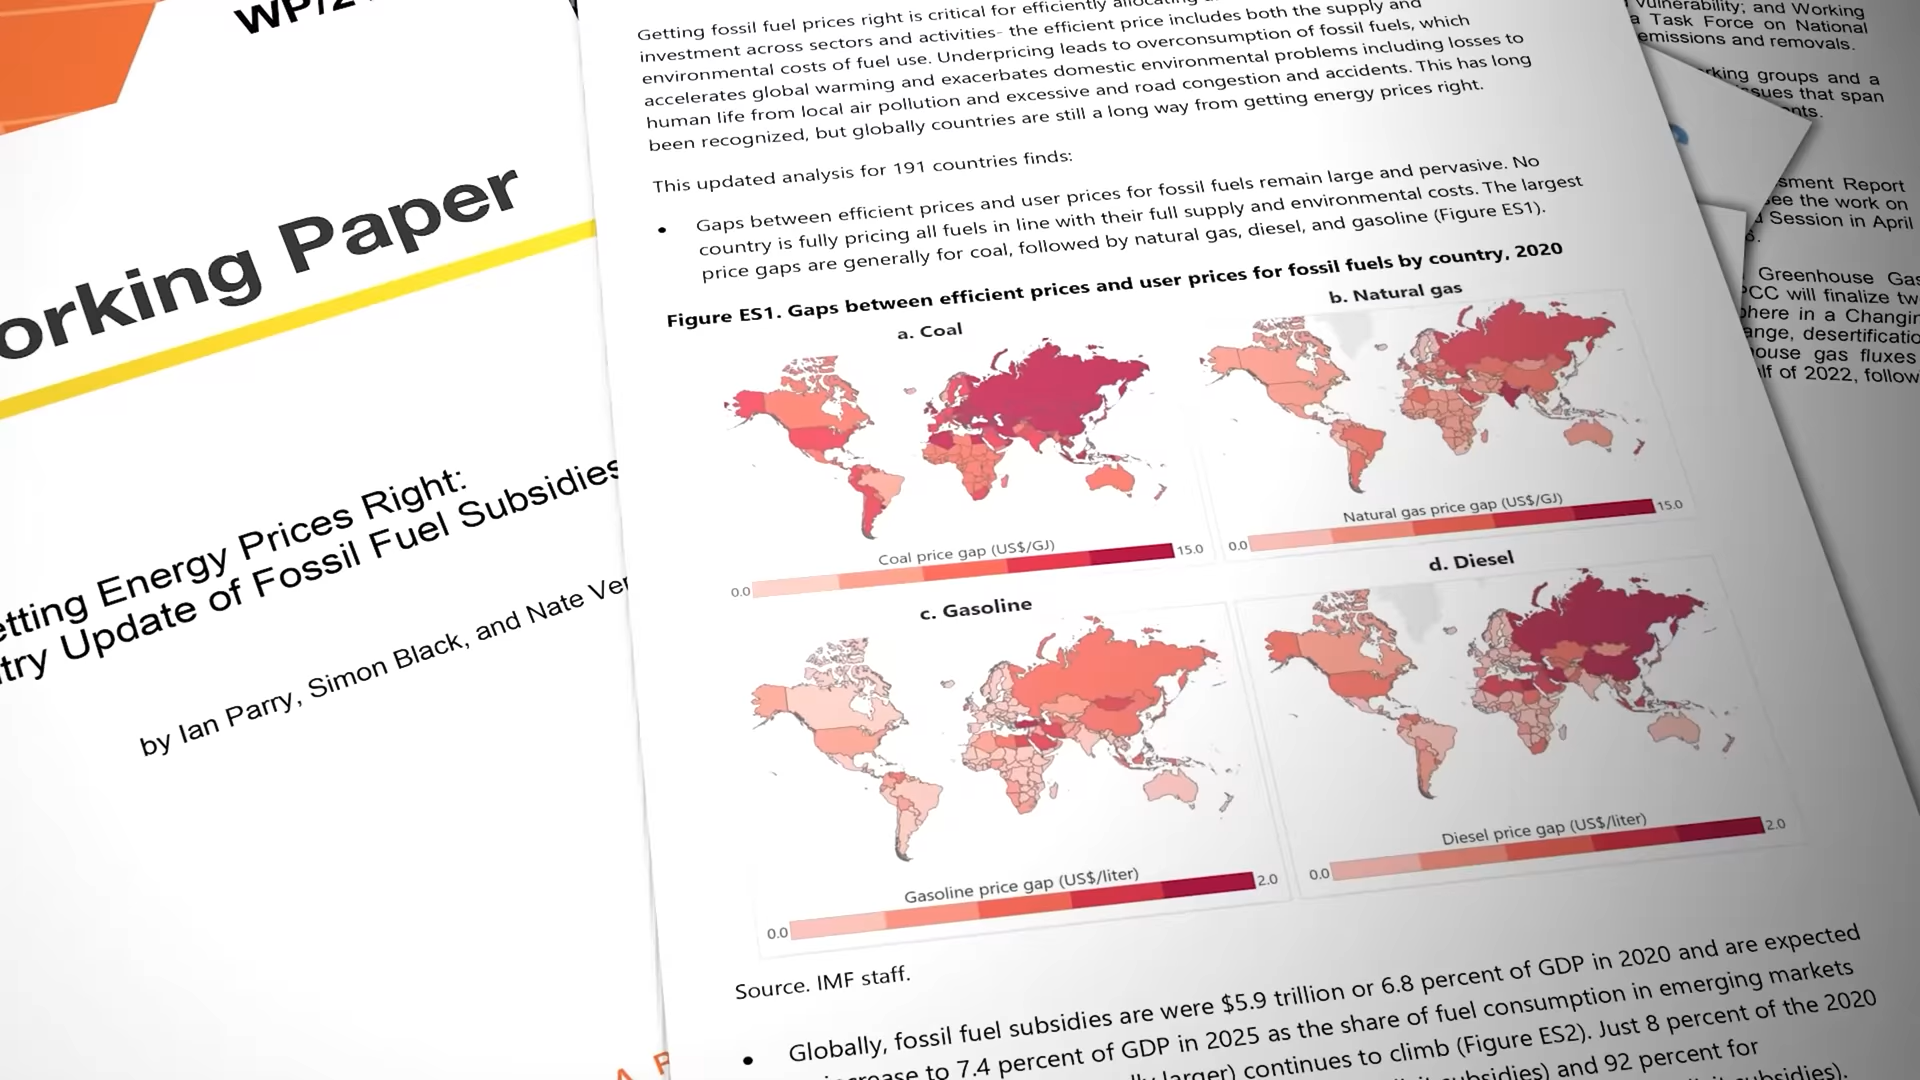 orking Paper
etting Energy Prices Right:
try Update of Fossil Fuel Subsidies
by Ian Parry, Simon Black, and Nate Ver
Getting fossil fuel prices right is critical for efficiently
investment across sectors and activities- the efficient price includes both the supply and
environmental costs of fuel use. Underpricing leads to overconsumption of fossil fuels, which
accelerates global warming and exacerbates domestic environmental problems including losses to
human life from local air pollution and excessive and road congestion and accidents. This has long
been recognized, but globally countries are still a long way from getting energy prices right.
This updated analysis for 191 countries finds:
• Gaps between efficient prices and user prices for fossil fuels remain large and pervasive. No
country is fully pricing all fuels in line with their full supply and environmental costs. The largest
price gaps are generally for coal, followed by natural gas, diesel, and gasoline (Figure ES1).
Figure ES1. Gaps between efficient prices and user prices for fossil fuels by country, 2020
a. Coal
Coal price gap (US$/GJ)
0.0 15.0
b. Natural gas
Natural gas price gap (US$/GJ)
0.0 15.0
c. Gasoline
Gasoline price gap (US$/liter)
0.0 2.0
d. Diesel
Diesel price gap (US$/liter)
0.0 2.0
Source. IMF staff.
• Globally, fossil fuel subsidies are were $5.9 trillion or 6.8 percent of GDP in 2020 and are expected
crease to 7.4 percent of GDP in 2025 as the share of fuel consumption in emerging markets
larger) continues to climb (Figure ES2). Just 8 percent of the 2020
subsidies) and 92 percent for
subsidies).
Vulnerability; and Working
a Task Force on National
emissions and removals.
rking groups and a
ssues that span
nts.
sment Report
see the work on
Session in April
6.
Greenhouse Gas
PCC will finalize tw
phere in a Changin
ange, desertificatio
ouse gas fluxes
lf of 2022, follow